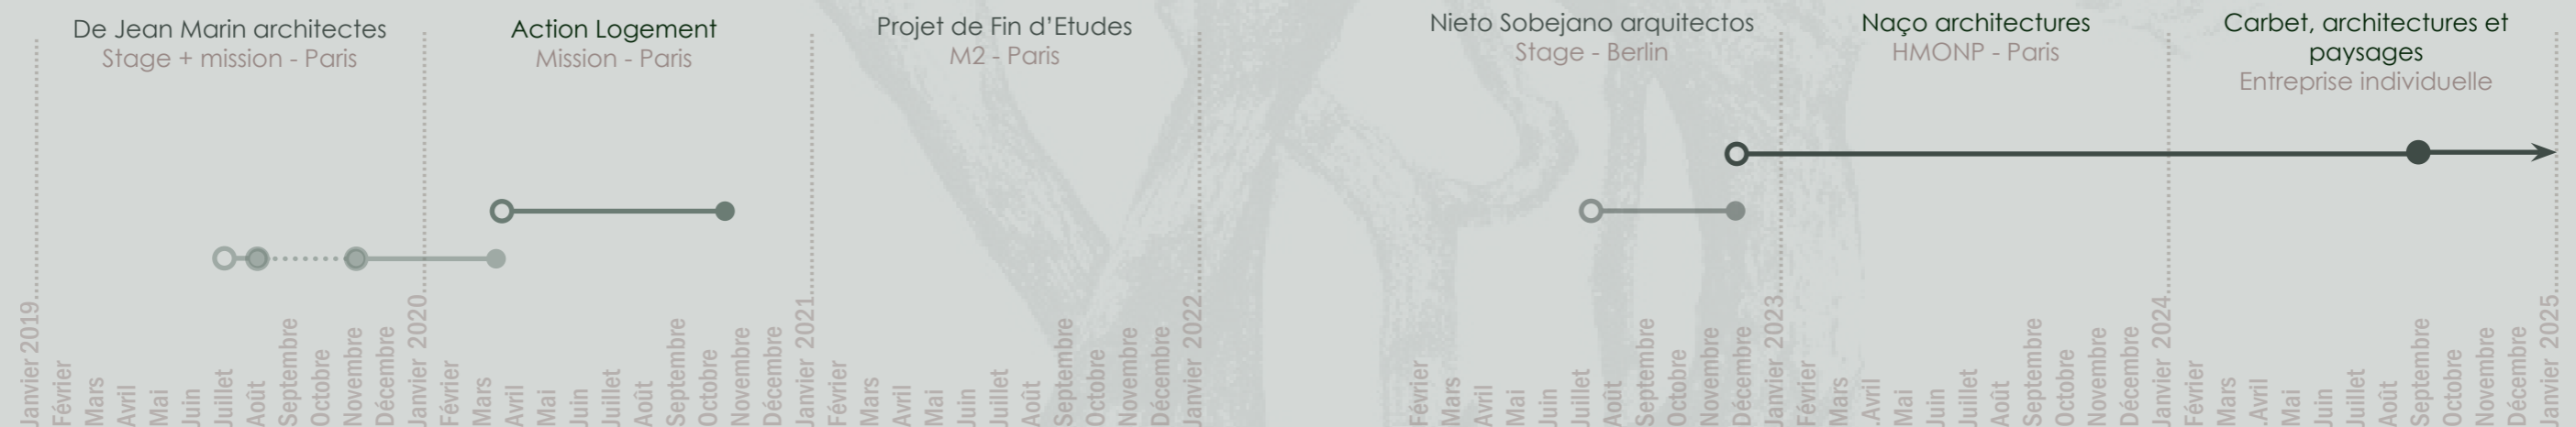 De Jean Marin architectes
Stage + mission - Paris
Action Logement
Mission - Paris
Projet de Fin d'Etudes
M2 - Paris
Nieto Sobejano arquitectos
Stage - Berlin
Naço architectures
HMONP - Paris
Carbet, architectures et
paysages
Entreprise individuelle
Janvier 2019
Février
Mars
Avril
Mai
Juin
Juillet
Août
Septembre
Octobre
Novembre
Décembre
Janvier 2020
Février
Mars
Avril
Mai
Juin
Juillet
Août
Septembre
Octobre
Novembre
Décembre
Janvier 2021
Février
Mars
Avril
Mai
Juin
Juillet
Août
Septembre
Octobre
Novembre
Décembre
Janvier 2022
Février
Mars
Avril
Mai
Juin
Juillet
Août
Septembre
Octobre
Novembre
Décembre
Janvier 2023
Février
Mars
.Avril
Mai
Juin
Juillet
Août
Septembre
Octobre
Novembre
Décembre
Janvier 2024
Février
Mars
.Avril
Mai
Juin
Juillet
Août
Septembre
Octobre
Novembre
Décembre
Janvier 2025